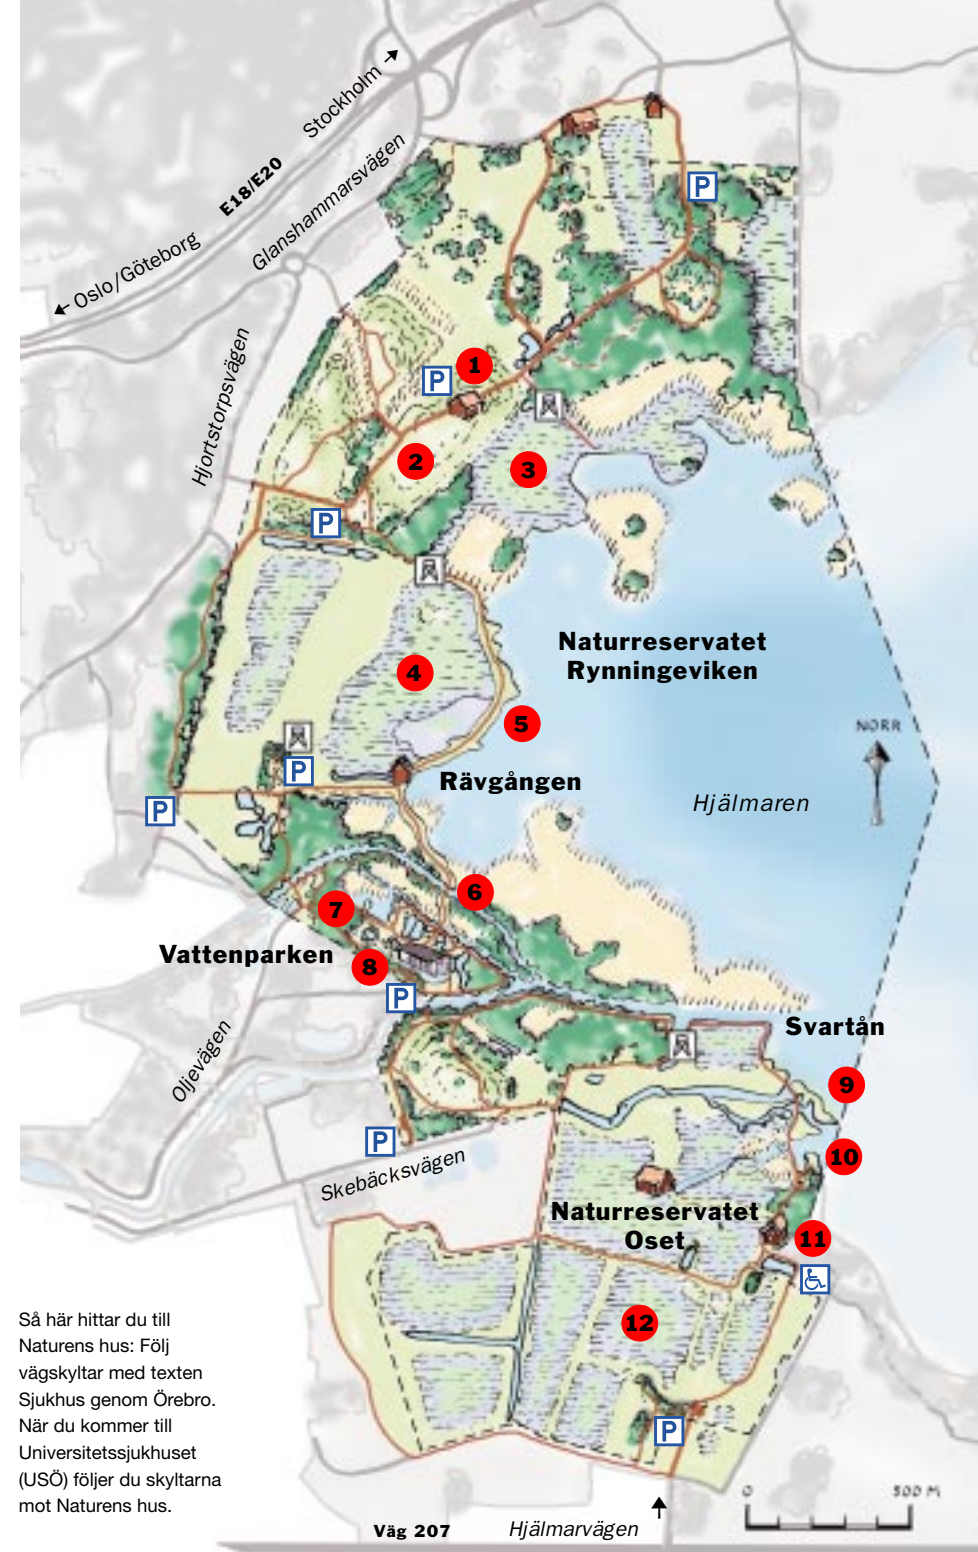 Stockholm
E18/E20
Oslo/Göteborg
Glanshammarsvägen
Hjortstorpsvägen
P
1
P
2
3
P
Naturreservatet
Rynningeviken
4
5
NORR
P
Rävgången
Hjälmaren
P
6
7
Vattenparken
8
P
Svartån
Oljevägen
9
P
10
Skebäcksvägen
Naturreservatet
Oset
11
12
P
Så här hittar du till
Naturens hus: Följ
vägskyltar med texten
Sjukhus genom Örebro.
När du kommer till
Universitetssjukhuset
(USÖ) följer du skyltarna
mot Naturens hus.
0
500 M
Väg 207
Hjälmarvägen